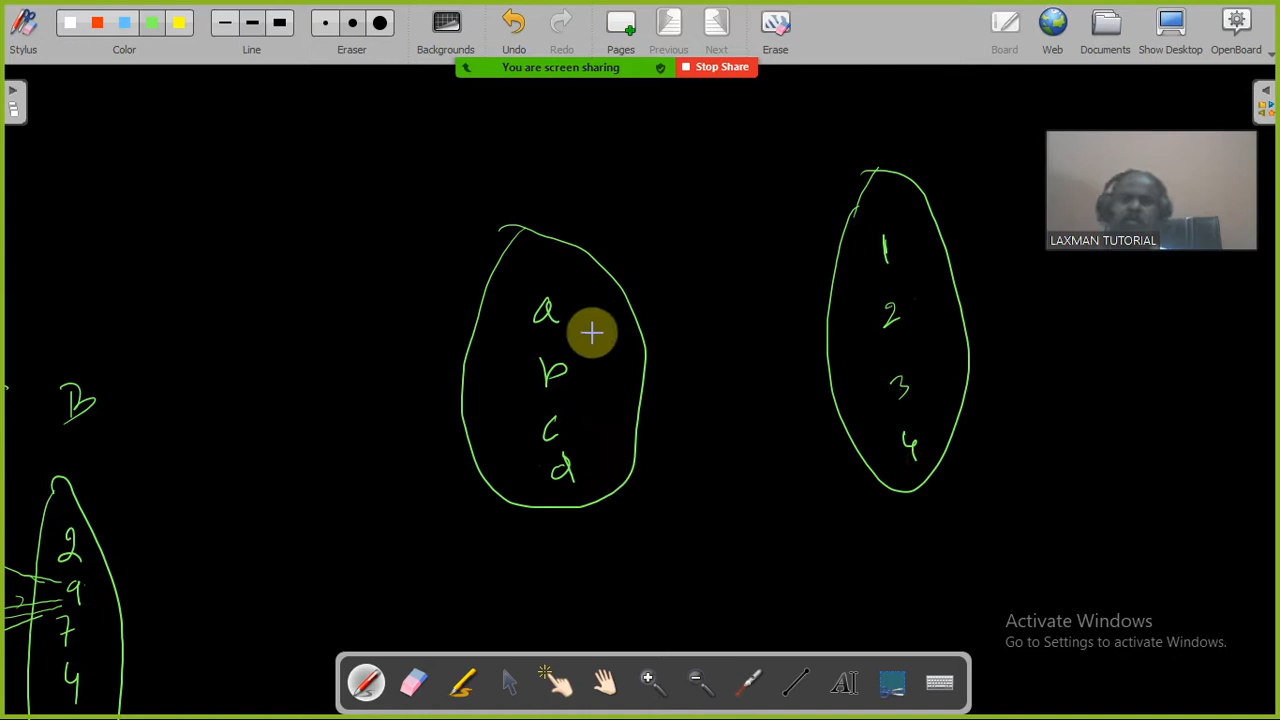 Stylus
Color
Line
Eraser
Backgrounds
Undo
Redo
Pages
Previous
Next
Erase
Board
Web
Documents
Show Desktop
OpenBoard
You are screen sharing
Stop Share
LAXMAN TUTORIAL
a
b
c
d
1
2
3
4
B
2
9
7
4
Activate Windows
Go to Settings to activate Windows.